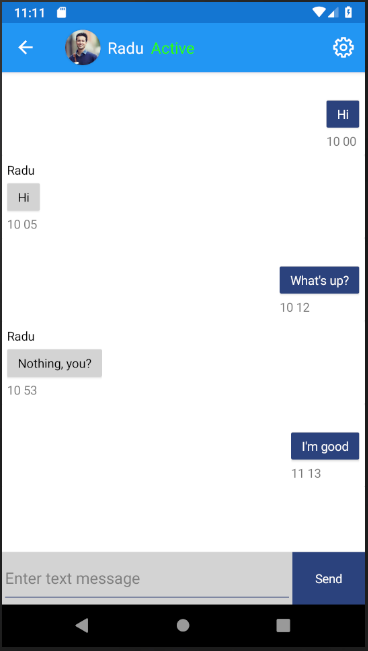 11:11
Radu Active
Hi
10 00
Radu
Hi
10 05
What's up?
10 12
Radu
Nothing, you?
10 53
I'm good
11 13
Enter text message
Send